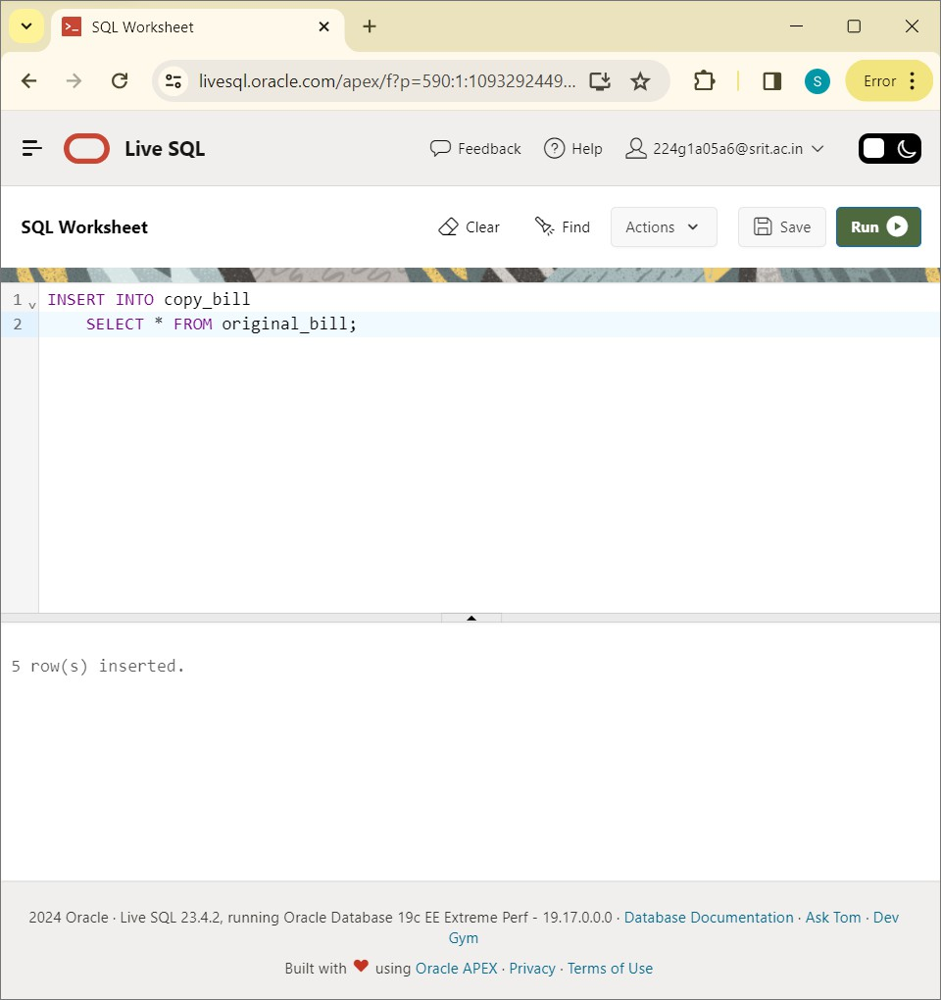 SQL Worksheet
livesql.oracle.com/apex/f?p=590:1:1093292449... S Error
Live SQL Feedback Help 224g1a05a6@srit.ac.in
SQL Worksheet Clear Find Actions Save Run
1 INSERT INTO copy_bill
2 SELECT * FROM original_bill;
5 row(s) inserted.
2024 Oracle · Live SQL 23.4.2, running Oracle Database 19c EE Extreme Perf - 19.17.0.0.0 · Database Documentation · Ask Tom · Dev
Gym
Built with ❤ using Oracle APEX · Privacy · Terms of Use